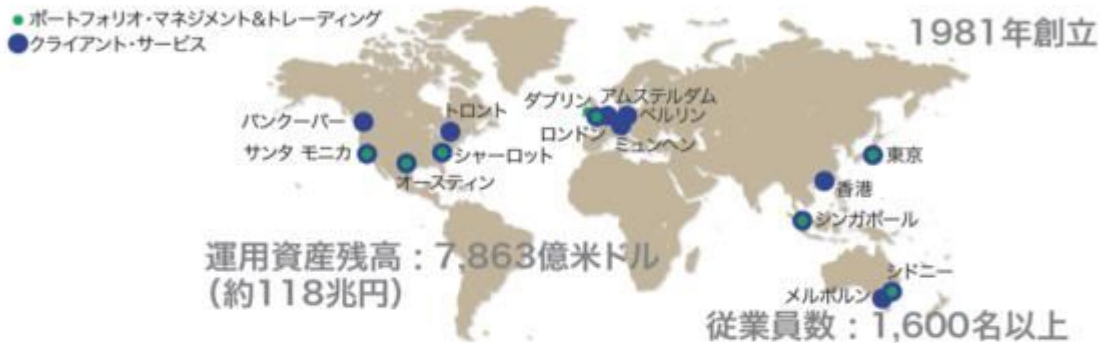 ポートフォリオ・マネジメント&トレーディング
クライアント・サービス
1981年創立
ダブリン
アムステルダム
トロント
バンクーバー
ベルリン
ロンドン
ミュンヘン
サンタ モニカ
シャーロット
東京
オースティン
香港
シンガポール
運用資産残高:7,863億米ドル
(約118兆円)
シドニー
メルボルン
従業員数:1,600名以上